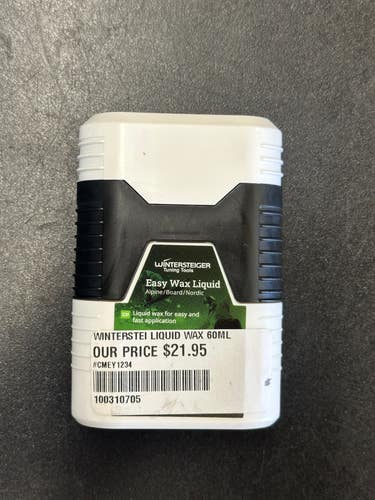 WINTERSTEIGER
Tuning Tools
Easy Wax Liquid
Alpine/Board/Nordic
EN Liquid wax for easy and
fast application
WINTERSTEI LIQUID WAX 60ML
OUR PRICE $21.95
#CMEY1234
100310705